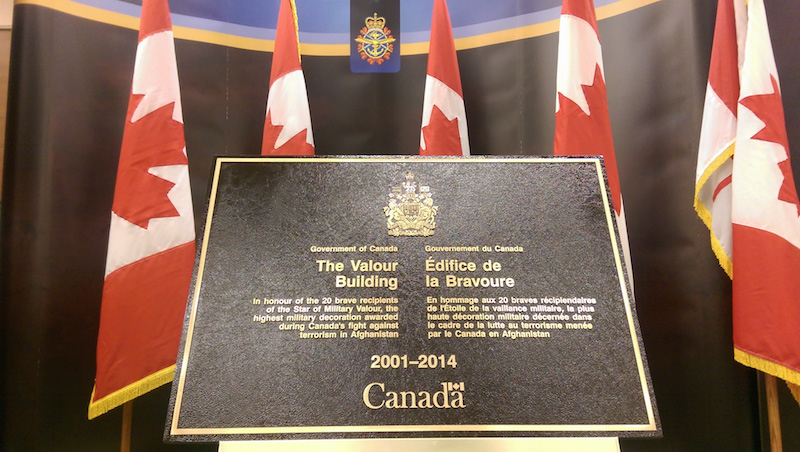 Government of Canada
The Valour
Building
In honour of the 20 brave recipients
of the Star of Military Valour, the
highest military decoration awarded
during Canada's fight against
terrorism in Afghanistan
Gouvernement du Canada
Édifice de
la Bravoure
En hommage aux 20 braves récipiendaires
de l'Étoile de la vaillance militaire, la plus
haute décoration militaire décernée dans
le cadre de la lutte au terrorisme menée
par le Canada en Afghanistan
2001–2014
Canada